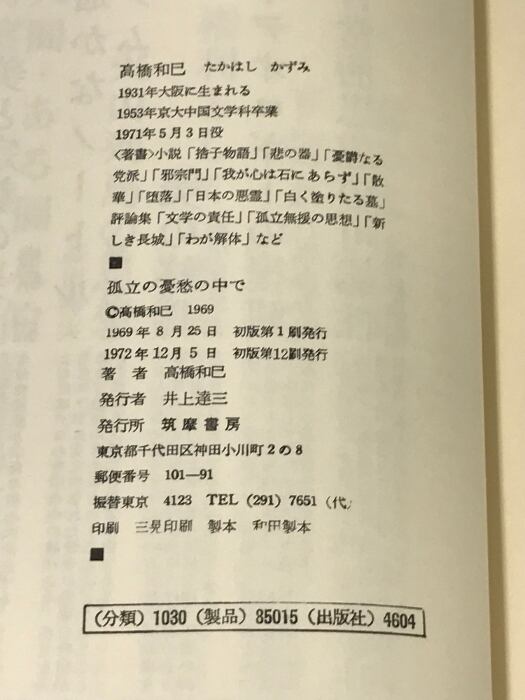 高橋和巳 たかはし かずみ
1931年大阪に生まれる
1953年京大中国文学科卒業
1971年5月3日歿
〈著書〉小説「捨子物語」「悲の器」「憂鬱なる
党派」「邪宗門」「我が心は石にあらず」「散
華」「堕落」「日本の悪霊」「白く塗りたる墓」
評論集「文学の責任」「孤立無援の思想」「新
しき長城」「わが解体」など
■
孤立の憂愁の中で
©高橋和巳 1969
1969年8月25日 初版第1刷発行
1972年12月5日 初版第12刷発行
著者 高橋和巳
発行者 井上達三
発行所 筑摩書房
東京都千代田区神田小川町2の8
郵便番号 101—91
振替東京 4123 TEL (291) 7651 (代)
印刷 三晃印刷 製本 和田製本
■
(分類) 1030 (製品) 85015 (出版社) 4604